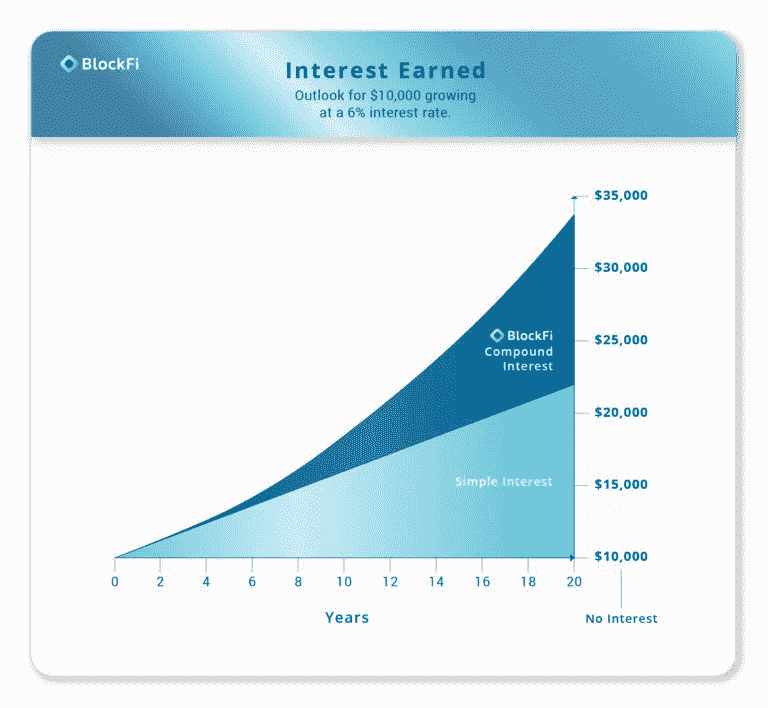 BlockFi
Interest Earned
Outlook for $10,000 growing
at a 6% interest rate.
$35,000
$30,000
$25,000
BlockFi
Compound
Interest
$20,000
Simple Interest
$15,000
$10,000
0 2 4 6 8 10 12 14 16 18 20
Years
No Interest